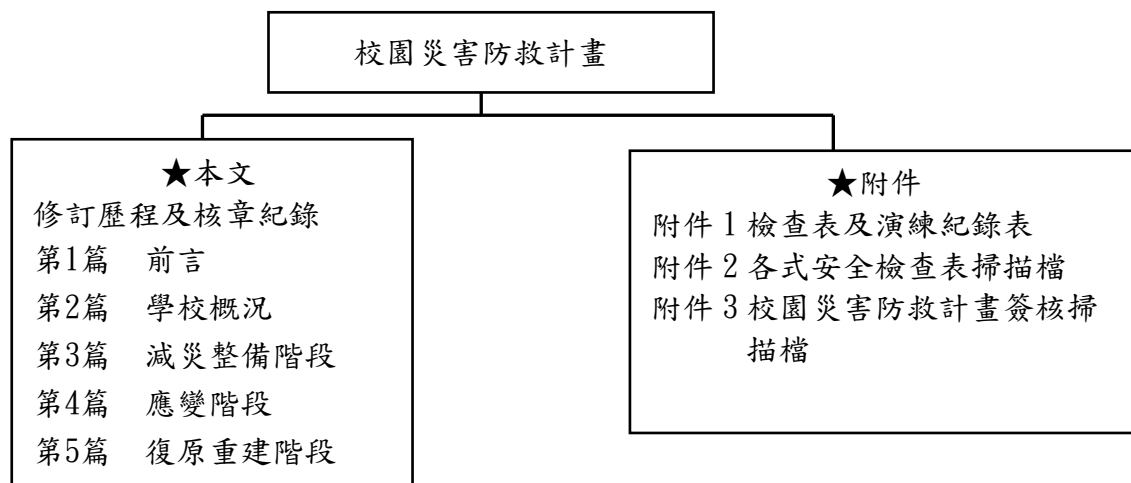 校園災害防救計畫
★本文
修訂歷程及核章紀錄
第1篇　前言
第2篇　學校概況
第3篇　減災整備階段
第4篇　應變階段
第5篇　復原重建階段
★附件
附件1檢查表及演練紀錄表
附件2各式安全檢查表掃描檔
附件3校園災害防救計畫簽核掃
描檔